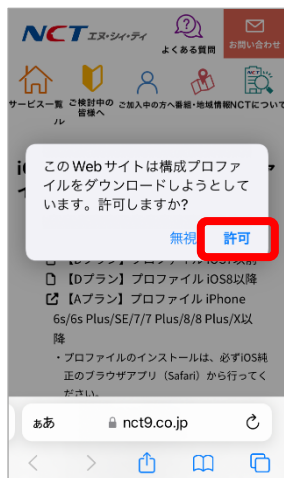 NCT エヌ・シィ・ティ
よくある質問
お問い合わせ
サービス一覧
ご検討中の皆様へ
ご加入中の方へ
番組・地域情報
NCTについて
ル
このWebサイトは構成プロファ
イルをダウンロードしようとして
います。許可しますか?
無視
許可
【Dプラン】プロファイル iOS8以降
【Aプラン】プロファイル iPhone
6s/6s Plus/SE/7/7 Plus/8/8 Plus/X以
降
・プロファイルのインストールは、必ずiOS純
正のブラウザアプリ（Safari）から行ってく
ださい。
ぁあ
nct9.co.jp